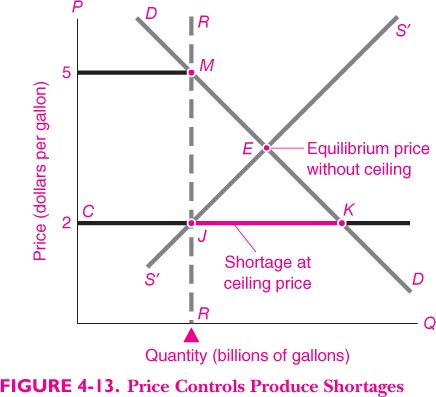 P
D
R
S′
5
M
E
Equilibrium price
without ceiling
Price (dollars per gallon)
2
C
J
K
Shortage at
ceiling price
S′
R
D
Q
Quantity (billions of gallons)
FIGURE 4-13. Price Controls Produce Shortages